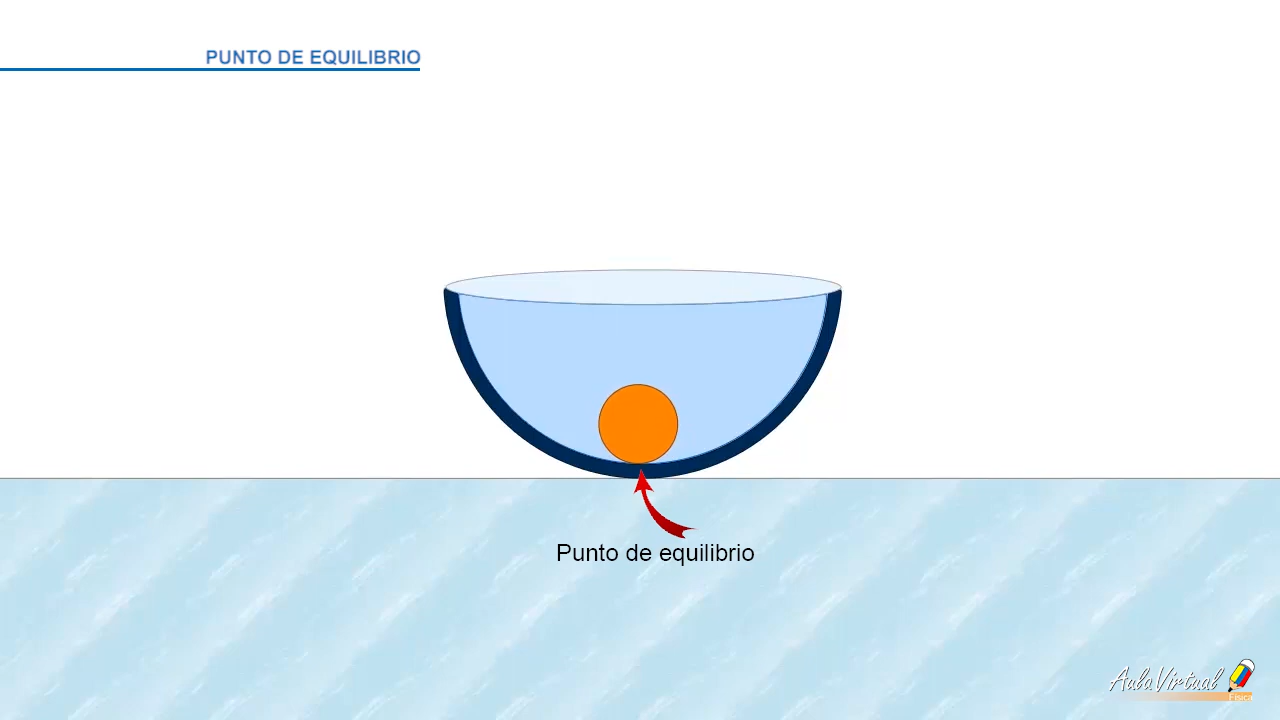 PUNTO DE EQUILIBRIO
Punto de equilibrio
Aula Virtual
Física